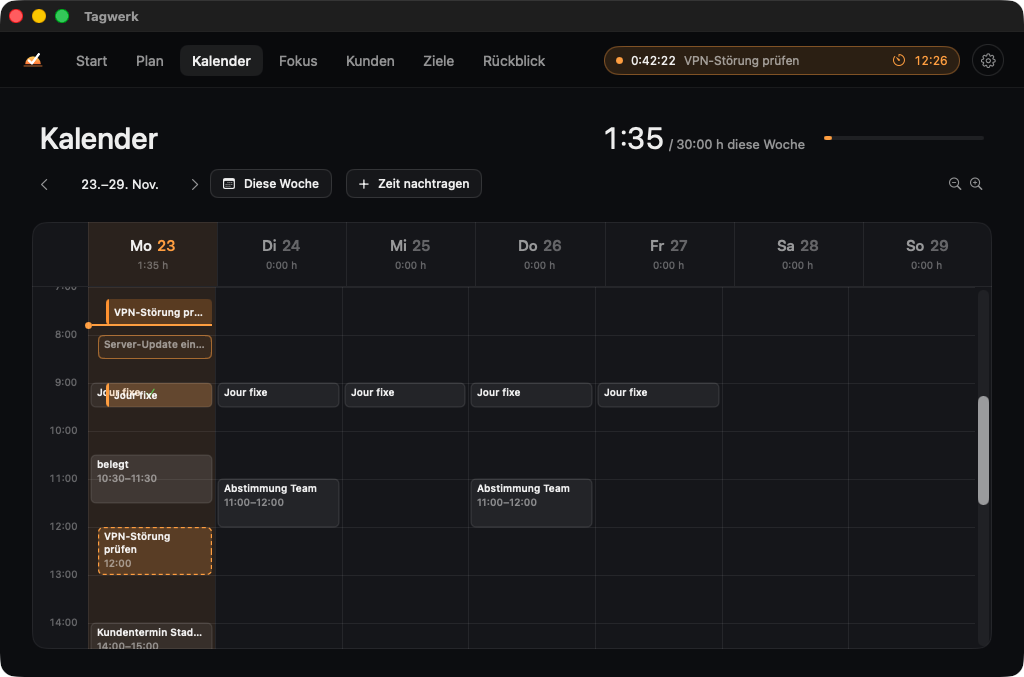 Tagwerk
Start Plan Kalender Fokus Kunden Ziele Rückblick
0:42:22 VPN-Störung prüfen 12:26
Kalender
1:35 / 30:00 h diese Woche
23.–29. Nov.
Diese Woche
Zeit nachtragen
Mo 23 Di 24 Mi 25 Do 26 Fr 27 Sa 28 So 29
1:35 h 0:00 h 0:00 h 0:00 h 0:00 h 0:00 h 0:00 h
7:00
VPN-Störung pr...
8:00
Server-Update ein...
9:00
Jour fixe
Jour fixe
Jour fixe
Jour fixe
Jour fixe
Jour fixe
10:00
belegt
10:30–11:30
11:00
Abstimmung Team
11:00–12:00
Abstimmung Team
11:00–12:00
12:00
VPN-Störung
prüfen
12:00
13:00
14:00
Kundentermin Stad...
14:00–15:00